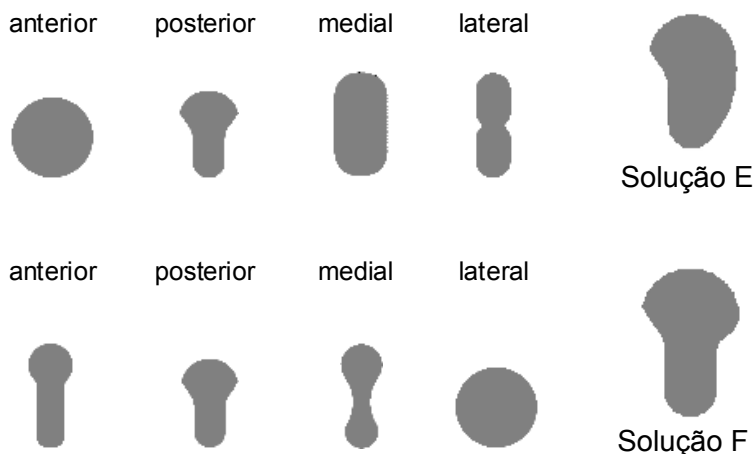 anterior posterior medial lateral
Solução E
anterior posterior medial lateral
Solução F